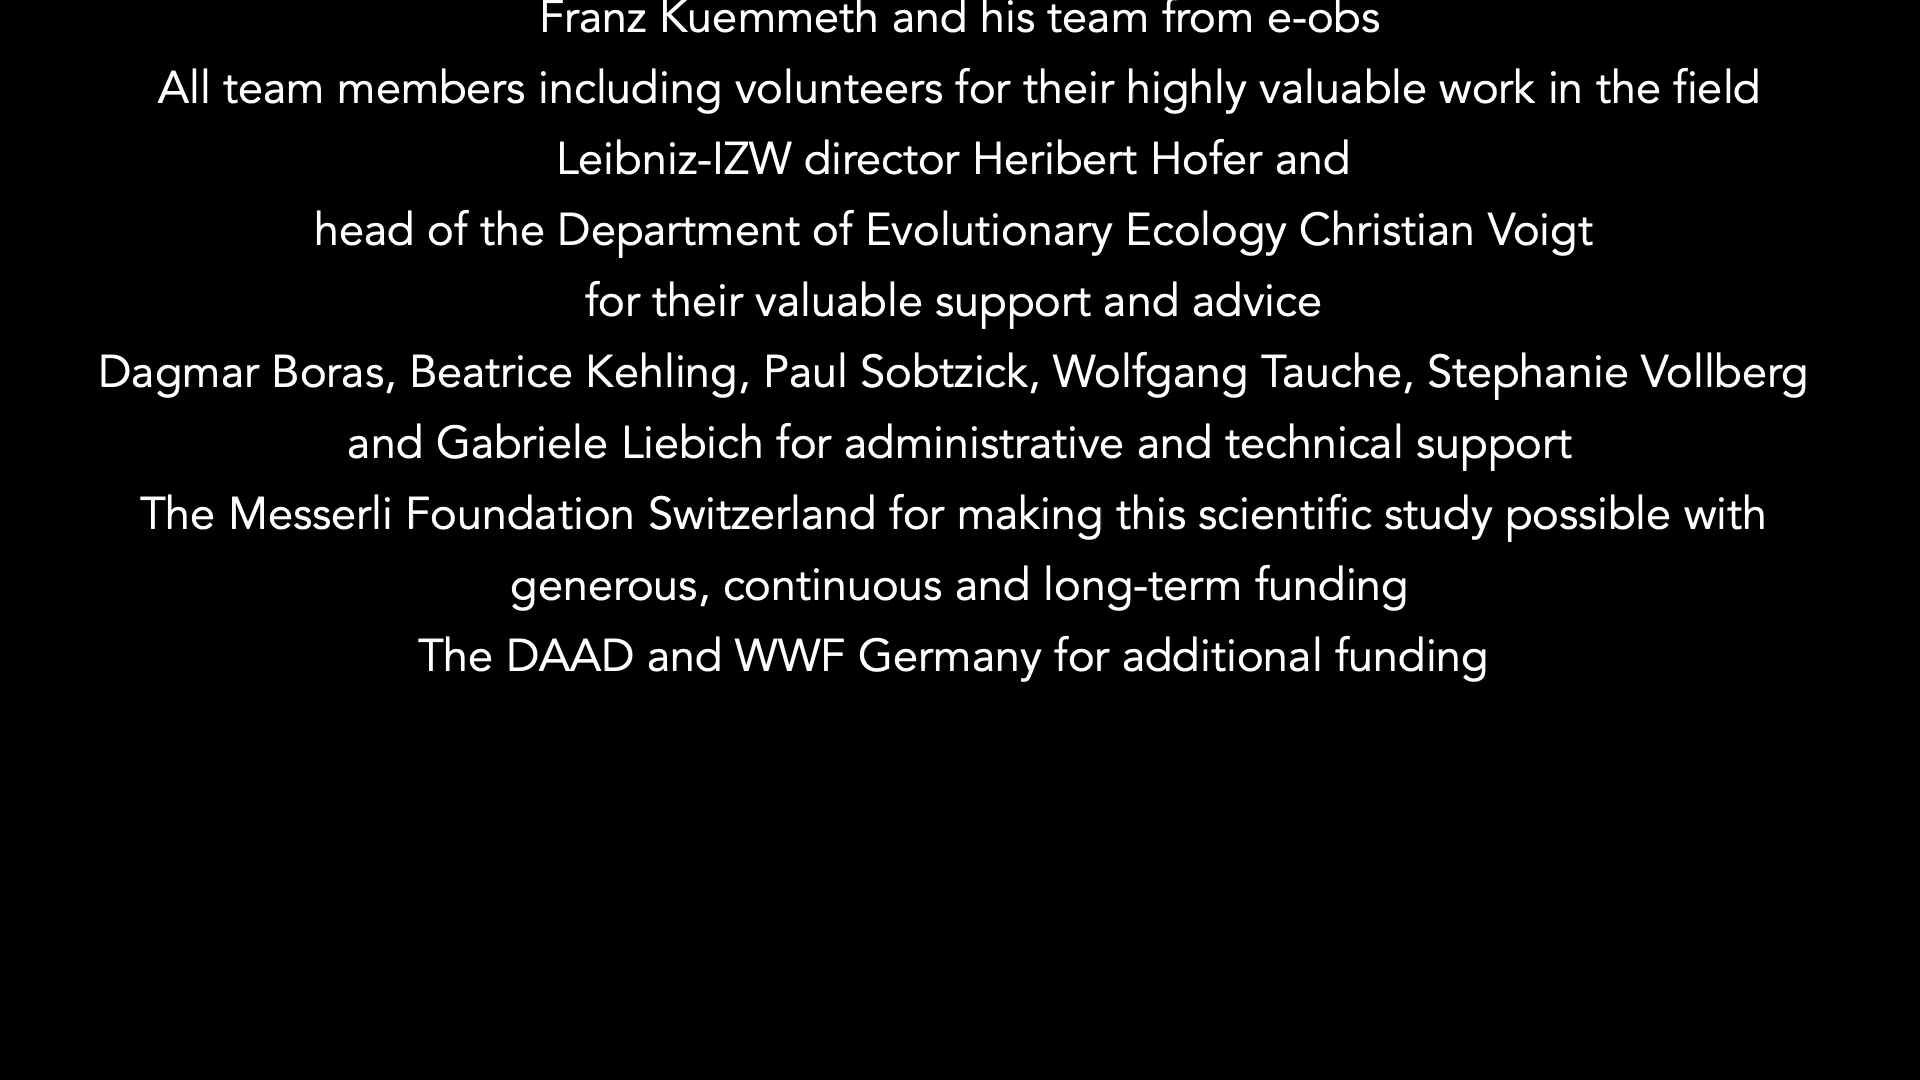 Franz Kuemmeth and his team from e-obs
All team members including volunteers for their highly valuable work in the field
Leibniz-IZW director Heribert Hofer and
head of the Department of Evolutionary Ecology Christian Voigt
for their valuable support and advice
Dagmar Boras, Beatrice Kehling, Paul Sobtzick, Wolfgang Tauche, Stephanie Vollberg
and Gabriele Liebich for administrative and technical support
The Messerli Foundation Switzerland for making this scientific study possible with
generous, continuous and long-term funding
The DAAD and WWF Germany for additional funding